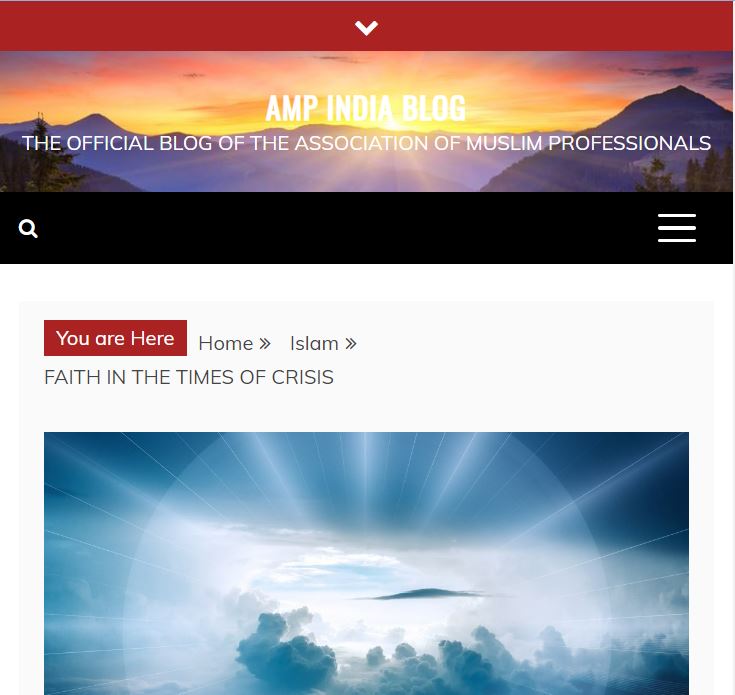 AMP INDIA BLOG
THE OFFICIAL BLOG OF THE ASSOCIATION OF MUSLIM PROFESSIONALS
You are Here Home » Islam »
FAITH IN THE TIMES OF CRISIS